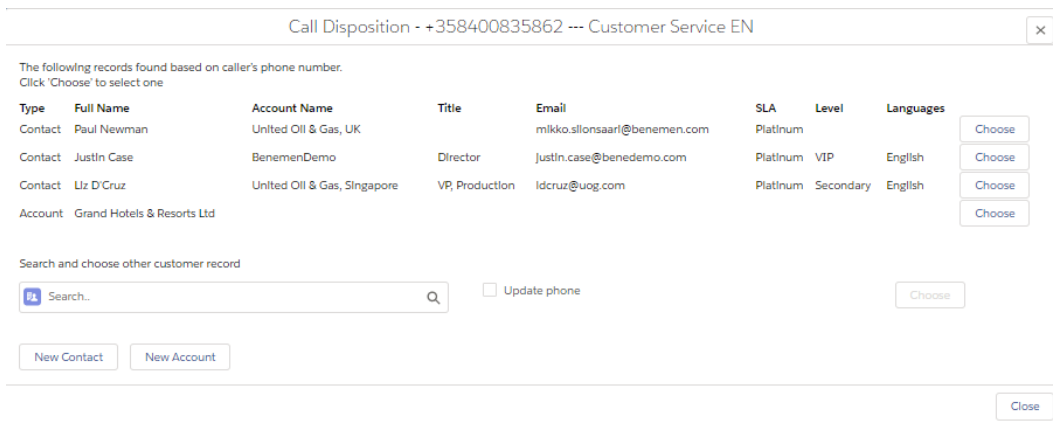 Call Disposition - +358400835862 --- Customer Service EN
The following records found based on caller's phone number.
Click 'Choose' to select one
Type Full Name Account Name Title Email SLA Level Languages
Contact Paul Newman United Oil & Gas, UK mikko.silonsaari@benemen.com Platinum Choose
Contact Justin Case BenemenDemo Director justin.case@benedemo.com Platinum VIP English Choose
Contact Liz D'Cruz United Oil & Gas, Singapore VP, Production ldcruz@uog.com Platinum Secondary English Choose
Account Grand Hotels & Resorts Ltd Choose
Search and choose other customer record
Search.. Update phone Choose
New Contact New Account
Close